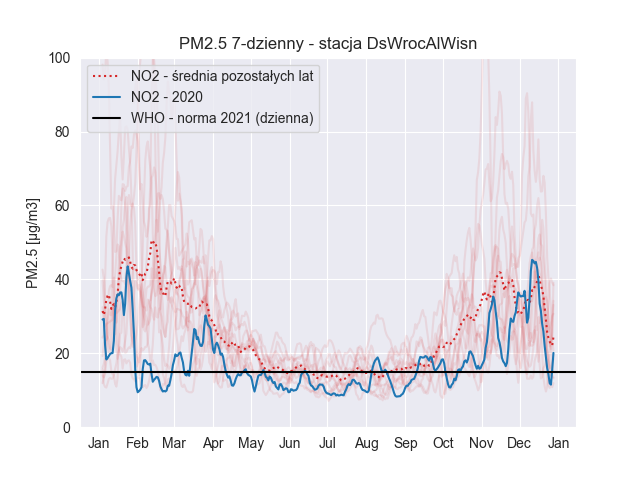 PM2.5 7-dzienny - stacja DsWrocAlWisn
NO2 - średnia pozostałych lat
NO2 - 2020
WHO - norma 2021 (dzienna)
PM2.5 [µg/m3]
100
80
60
40
20
0
Jan Feb Mar Apr May Jun Jul Aug Sep Oct Nov Dec Jan